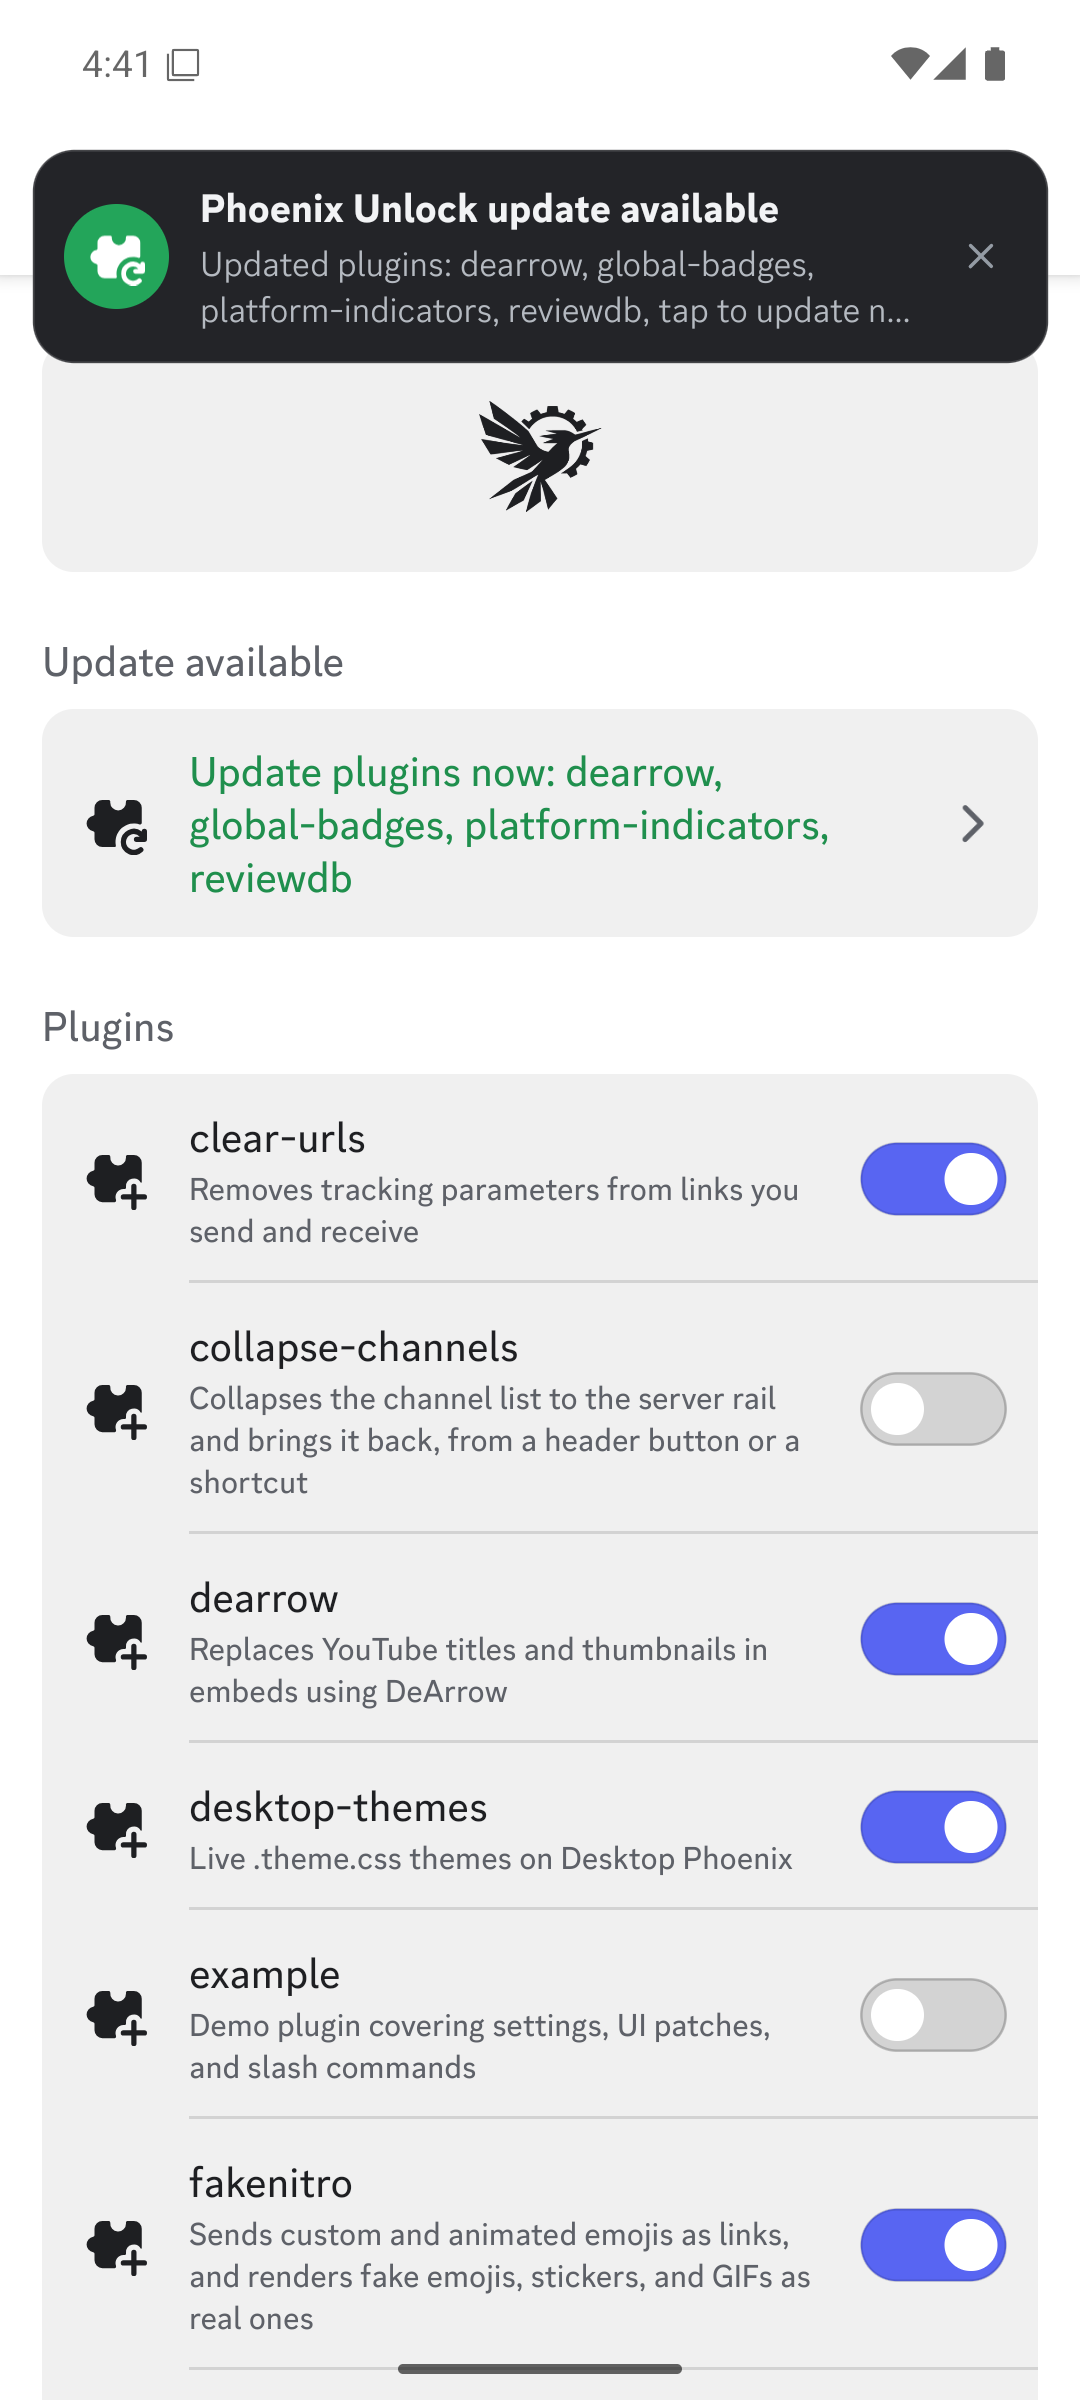 4:41
Phoenix Unlock update available
Updated plugins: dearrow, global-badges,
platform-indicators, reviewdb, tap to update n...
Update available
Update plugins now: dearrow,
global-badges, platform-indicators,
reviewdb
Plugins
clear-urls
Removes tracking parameters from links you
send and receive
collapse-channels
Collapses the channel list to the server rail
and brings it back, from a header button or a
shortcut
dearrow
Replaces YouTube titles and thumbnails in
embeds using DeArrow
desktop-themes
Live .theme.css themes on Desktop Phoenix
example
Demo plugin covering settings, UI patches,
and slash commands
fakenitro
Sends custom and animated emojis as links,
and renders fake emojis, stickers, and GIFs as
real ones